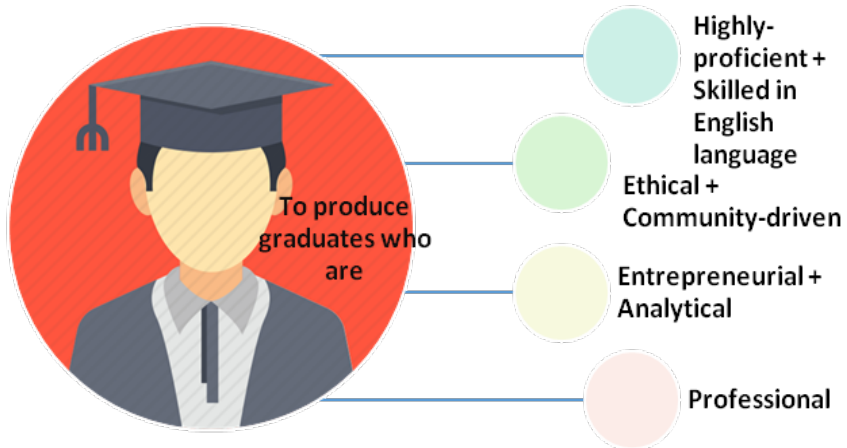 To produce
graduates who
are
Highly-
proficient +
Skilled in
English
language
Ethical +
Community-driven
Entrepreneurial +
Analytical
Professional